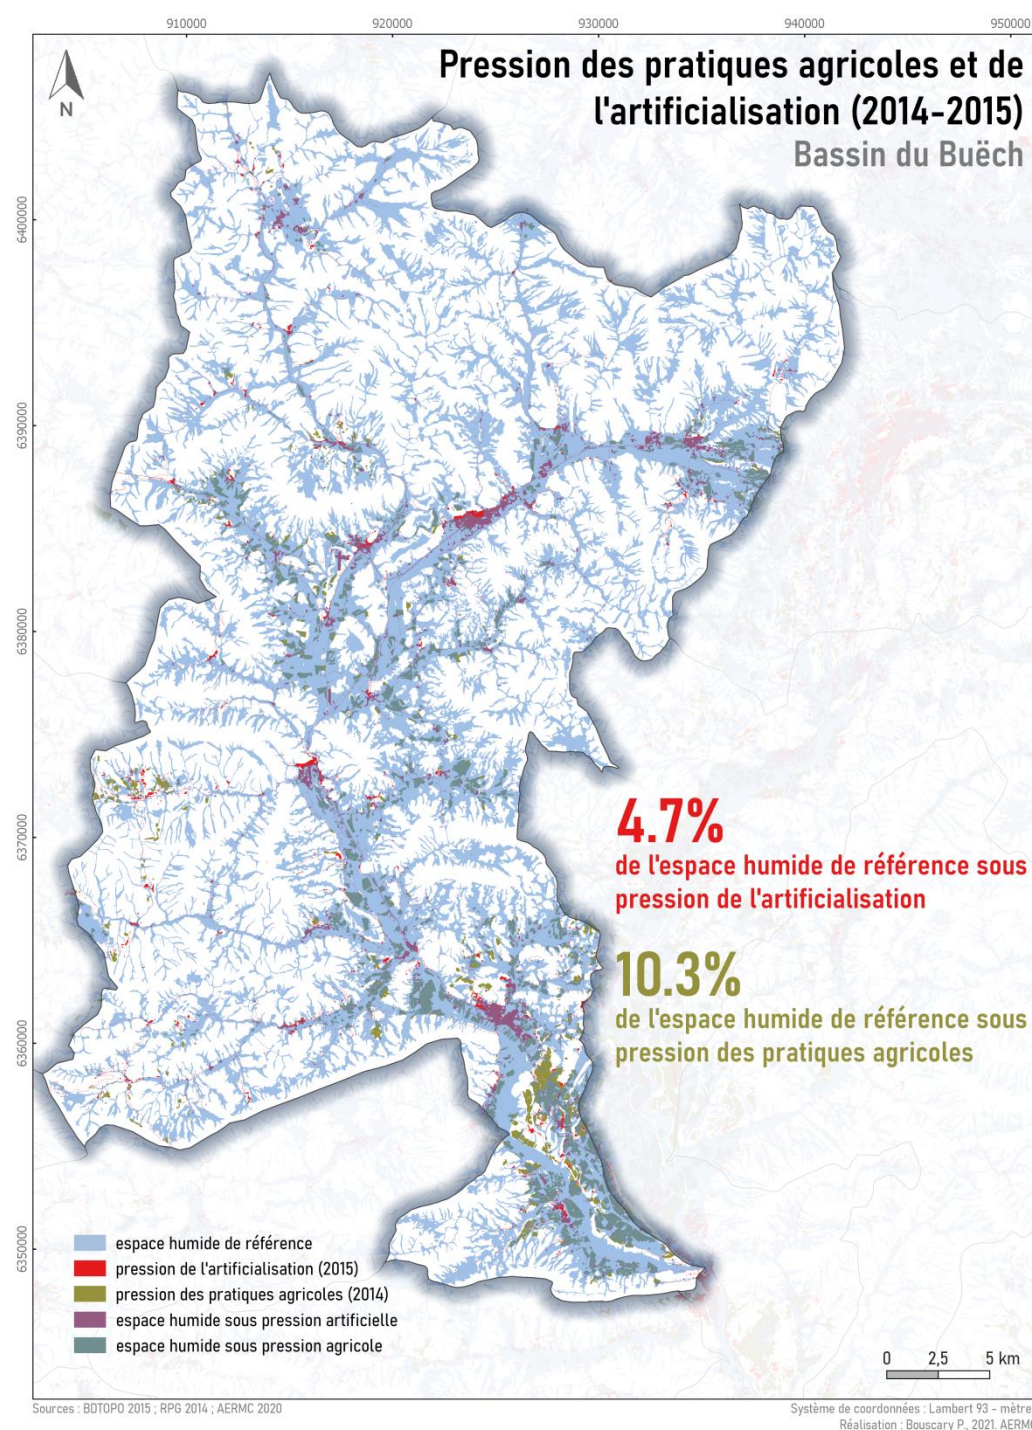 910000
920000
930000
940000
950000
Pression des pratiques agricoles et de
l'artificialisation (2014-2015)
Bassin du Buëch
N
6400000
6390000
6380000
6370000
6360000
6350000
4.7%
de l'espace humide de référence sous
pression de l'artificialisation
10.3%
de l'espace humide de référence sous
pression des pratiques agricoles
espace humide de référence
pression de l'artificialisation (2015)
pression des pratiques agricoles (2014)
espace humide sous pression artificielle
espace humide sous pression agricole
0 2,5 5 km
Sources : BDTOPO 2015 ; RPG 2014 ; AERMC 2020
Système de coordonnées : Lambert 93 - mètre
Réalisation : Bouscary P., 2021. AERMC